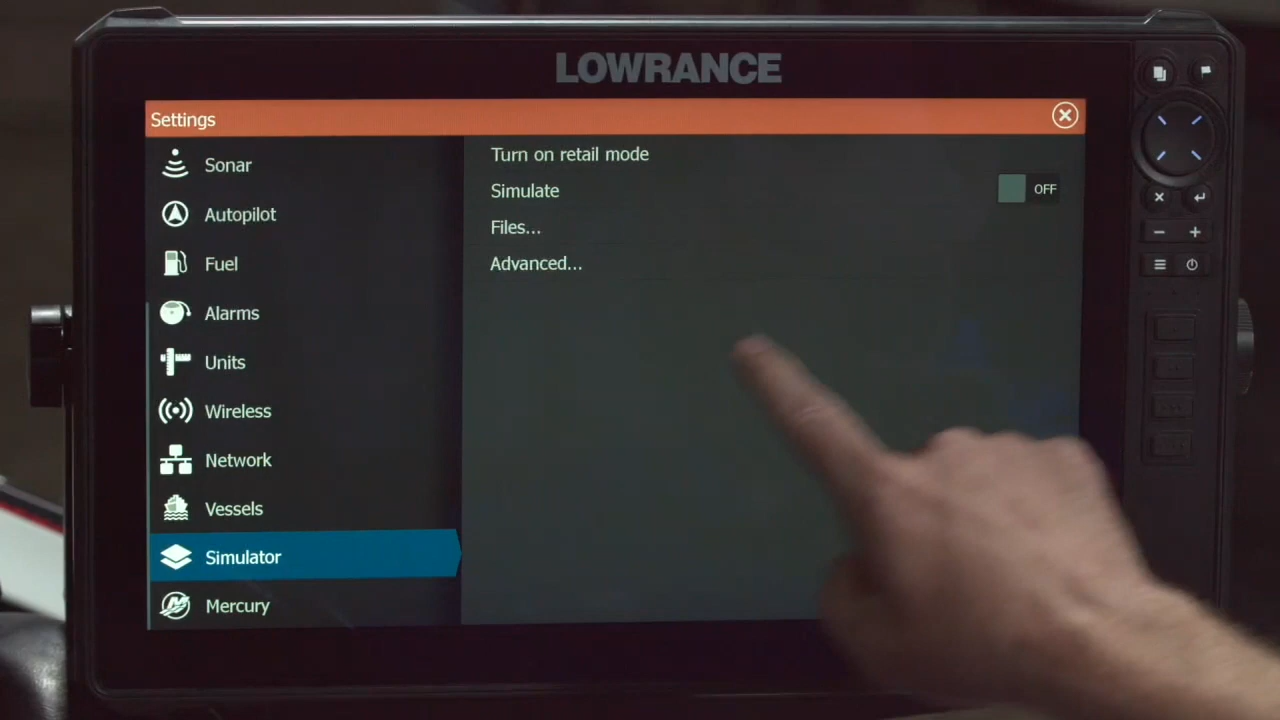 LOWRANCE
Settings
Sonar
Autopilot
Fuel
Alarms
Units
Wireless
Network
Vessels
Simulator
Mercury
Turn on retail mode
Simulate OFF
Files...
Advanced...